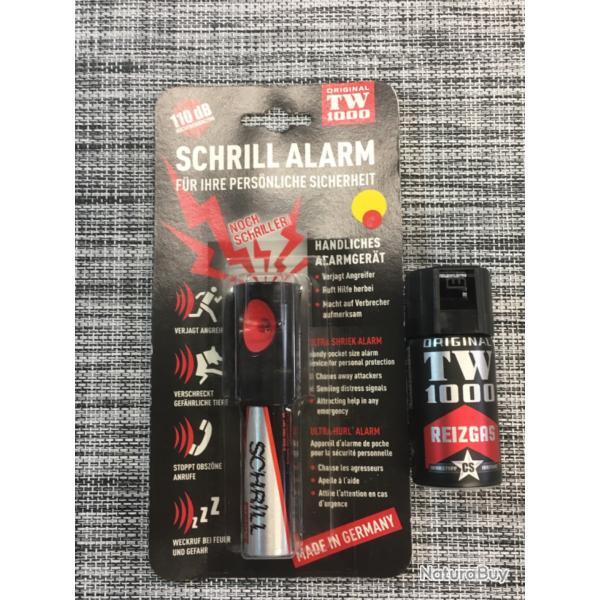 110 dB
ORIGINAL
TW
1000
SCHRILL ALARM
FÜR IHRE PERSÖNLICHE SICHERHEIT
NOCH
SCHRILLER
HANDLICHES
ALARMGERÄT
• Verjagt Angreifer
• Ruft Hilfe herbei
• Macht auf Verbrecher
aufmerksam
VERJAGT ANGREIFER
ULTRA SHRIEK ALARM
Handy pocket size alarm
device for personal protection
Chases away attackers
Sending distress signals
• Attracting help in any
emergency
VERSCHRECKT
GEFÄHRLICHE TIERE
ULTRA-HURL' ALARM
Appareil d'alarme de poche
pour la sécurité personnelle
• Chasse les agresseurs
• Apelle à l'aide
• Attire l'attention en cas
d'urgence
STOPPT OBSZÖNE
ANRUFE
ZZZ
WECKRUF BEI FEUER
UND GEFAHR
SCHRILL
MADE IN GERMANY
ORIGINAL
TW
1000
REIZGAS
CS
NaturaBuy